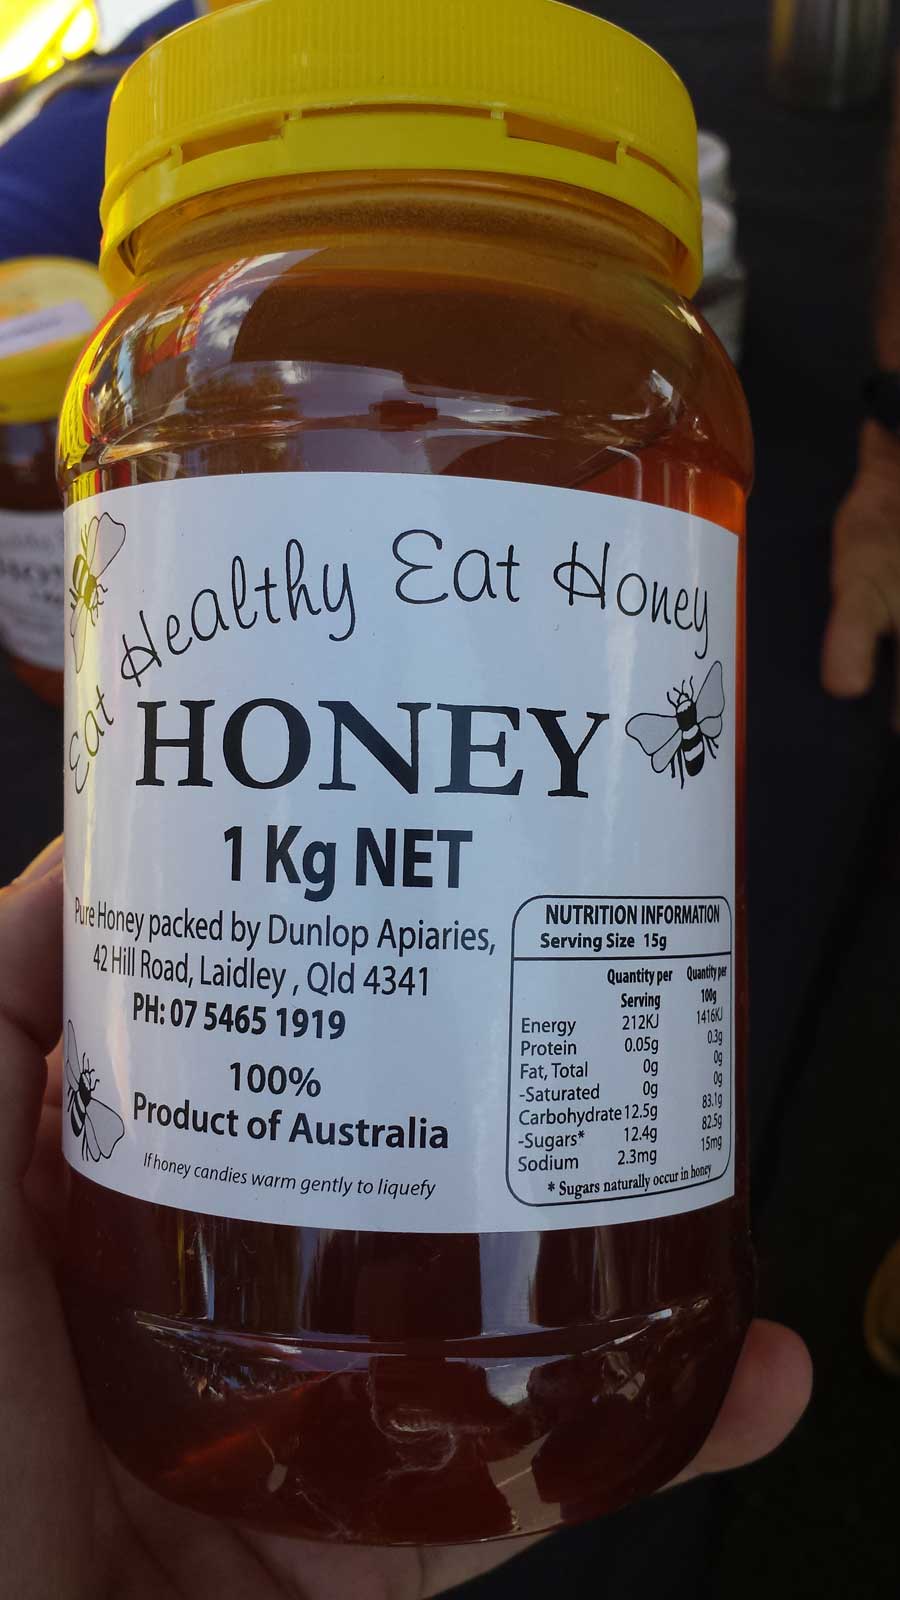 Eat Healthy Eat Honey
HONEY
1 Kg NET
Pure Honey packed by Dunlop Apiaries,
42 Hill Road, Laidley , Qld 4341
PH: 07 5465 1919
100%
Product of Australia
If honey candies warm gently to liquefy
NUTRITION INFORMATION
Serving Size 15g
Quantity per Serving Quantity per 100g
Energy 212KJ 1416KJ
Protein 0.05g 0.3g
Fat, Total 0g 0g
-Saturated 0g 0g
Carbohydrate 12.5g 83.1g
-Sugars* 12.4g 82.5g
Sodium 2.3mg 15mg
* Sugars naturally occur in honey